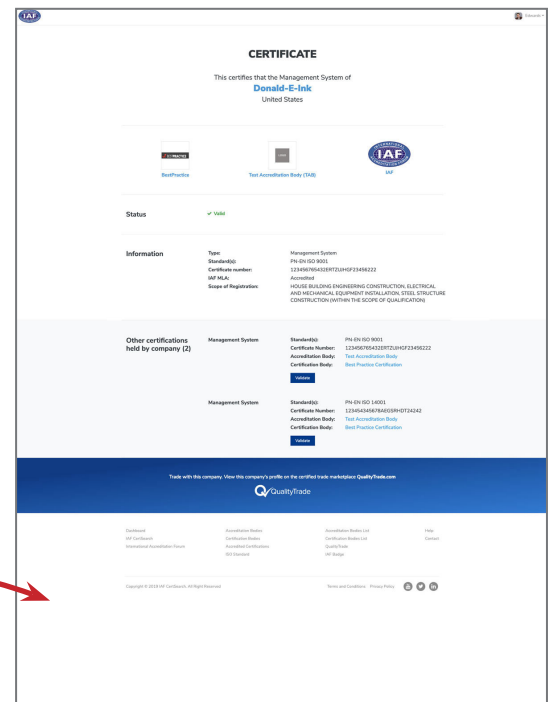 IAF
Edmundo
CERTIFICATE
This certifies that the Management System of
Donald-E-Ink
United States
BESTPRACTICE
INTERNATIONAL
IAF
BestPractice
Test Accreditation Body (TAB)
IAF
Status
Valid
Information
Type: Management System
Standard(s): PN-EN ISO 9001
Certificate number: 123456765432ERTZUIHGF23456222
IAF MLA: Accredited
Scope of Registration: HOUSE BUILDING ENGINEERING CONSTRUCTION, ELECTRICAL
AND MECHANICAL EQUIPMENT INSTALLATION, STEEL STRUCTURE
CONSTRUCTION (WITHIN THE SCOPE OF QUALIFICATION)
Other certifications
held by company (2)
Management System
Standard(s): PN-EN ISO 9001
Certificate Number: 123456765432ERTZUIHGF23456222
Accreditation Body: Test Accreditation Body
Certification Body: Best Practice Certification
Validate
Management System
Standard(s): PN-EN ISO 14001
Certificate Number: 123454345678AEGSRHDT24242
Accreditation Body: Test Accreditation Body
Certification Body: Best Practice Certification
Validate
Trade with this company. View this company's profile on the certified trade marketplace QualityTrade.com
QualityTrade
Dashboard Accreditation Bodies Accreditation Bodies List Help
IAF CertSearch Certification Bodies Certification Bodies List Contact
International Accreditation Forum Accredited Certifications QualityTrade
ISO Standard IAF Badge
Copyright © 2019 IAF CertSearch. All Right Reserved Terms and Conditions Privacy Policy